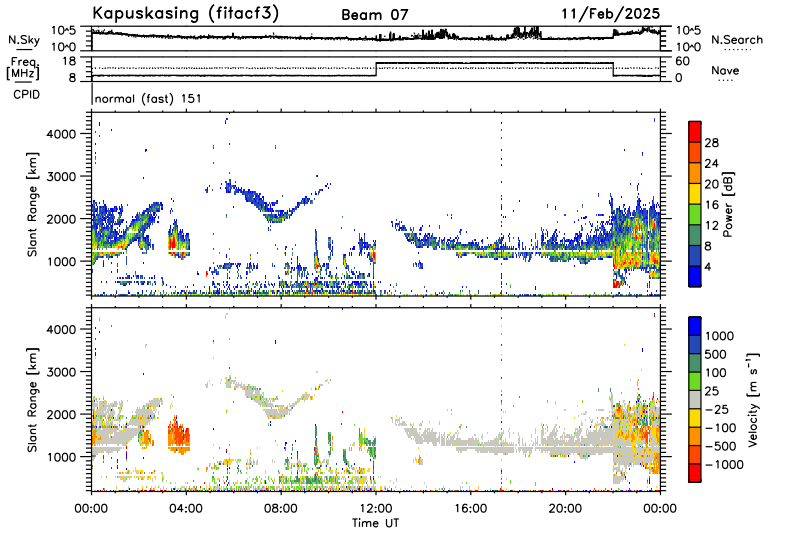 Kapuskasing (fitacf3) Beam 07 11/Feb/2025
N.Sky 10^5 10^0 10^5 10^0 N.Search
Freq. [MHz] 18 8 60 0 Nave
CPID normal (fast) 151
Slant Range [km] 4000 3000 2000 1000
Power [dB] 28 24 20 16 12 8 4
Slant Range [km] 4000 3000 2000 1000
Velocity [m s^-1] 1000 500 100 25 -25 -100 -500 -1000
00:00 04:00 08:00 12:00 16:00 20:00 00:00
Time UT